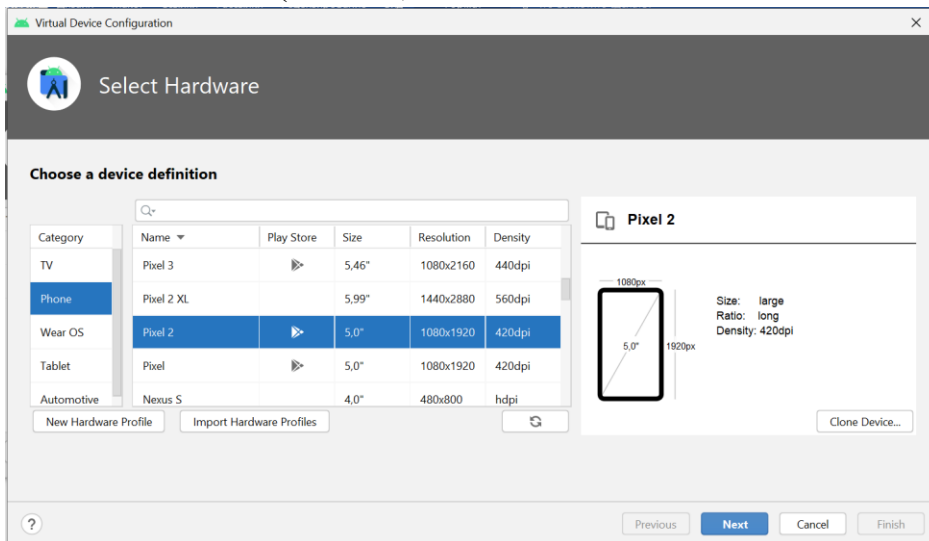 Virtual Device Configuration
Select Hardware
Choose a device definition
Category
TV
Phone
Wear OS
Tablet
Automotive
Name Play Store Size Resolution Density
Pixel 3 5,46" 1080x2160 440dpi
Pixel 2 XL 5,99" 1440x2880 560dpi
Pixel 2 5,0" 1080x1920 420dpi
Pixel 5,0" 1080x1920 420dpi
Nexus S 4,0" 480x800 hdpi
New Hardware Profile Import Hardware Profiles
Pixel 2
1080px
5,0"
1920px
Size: large
Ratio: long
Density: 420dpi
Clone Device...
? Previous Next Cancel Finish